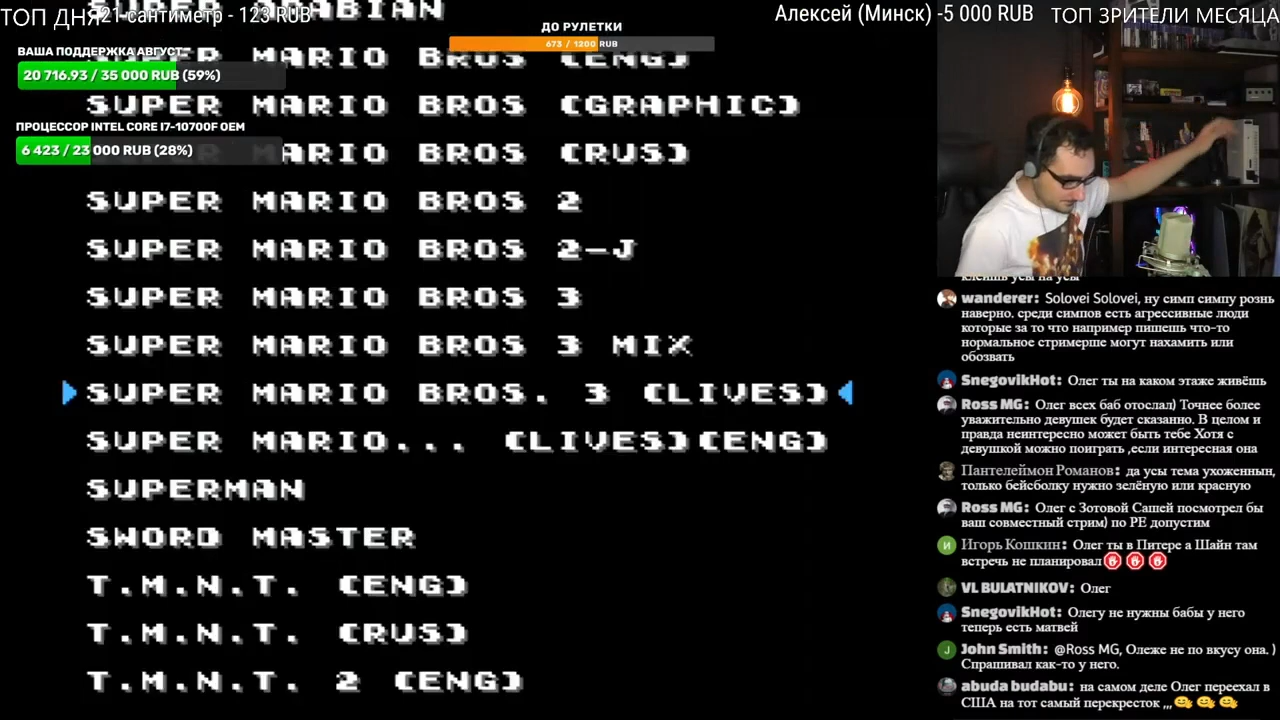 ТОП ДНЯ 21 сантиметр - 123 RUB
ДО РУЛЕТКИ
673 / 1200 RUB
Алексей (Минск) -5 000 RUB
ТОП ЗРИТЕЛИ МЕСЯЦА
ВАША ПОДДЕРЖКА АВГУСТ
20 716.93 / 35 000 RUB (59%)
ПРОЦЕССОР INTEL CORE I7-10700F OEM
6 423 / 23 000 RUB (28%)
SUPER ARABIAN
SUPER MARIO BROS (ENG)
SUPER MARIO BROS (GRAPHIC)
SUPER MARIO BROS (RUS)
SUPER MARIO BROS 2
SUPER MARIO BROS 2-J
SUPER MARIO BROS 3
SUPER MARIO BROS 3 MIX
SUPER MARIO BROS. 3 (LIVES)
SUPER MARIO... (LIVES)(ENG)
SUPERMAN
SWORD MASTER
T.M.N.T. (ENG)
T.M.N.T. (RUS)
T.M.N.T. 2 (ENG)
клеишь усы на усы
wanderer: Solovei Solovei, ну симп симпу рознь
наверно. среди симпов есть агрессивные люди
которые за то что например пишешь что-то
нормальное стримерше могут нахамить или
обозвать
SnegovikHot: Олег ты на каком этаже живёшь
Ross MG: Олег всех баб отослал) Точнее более
уважительно девушек будет сказанно. В целом и
правда неинтересно может быть тебе Хотя с
девушкой можно поиграть ,если интересная она
Пантелеймон Романов: да усы тема ухоженнын,
только бейсболку нужно зелёную или красную
Ross MG: Олег с Зотовой Сашей посмотрел бы
ваш совместный стрим) по РЕ допустим
Игорь Кошкин: Олег ты в Питере а Шайн там
встречь не планировал
VL BULATNIKOV: Олег
SnegovikHot: Олегу не нужны бабы у него
теперь есть матвей
John Smith: @Ross MG, Олеже не по вкусу она. )
Спрашивал как-то у него.
abuda budabu: на самом деле Олег переехал в
США на тот самый перекресток ,,,